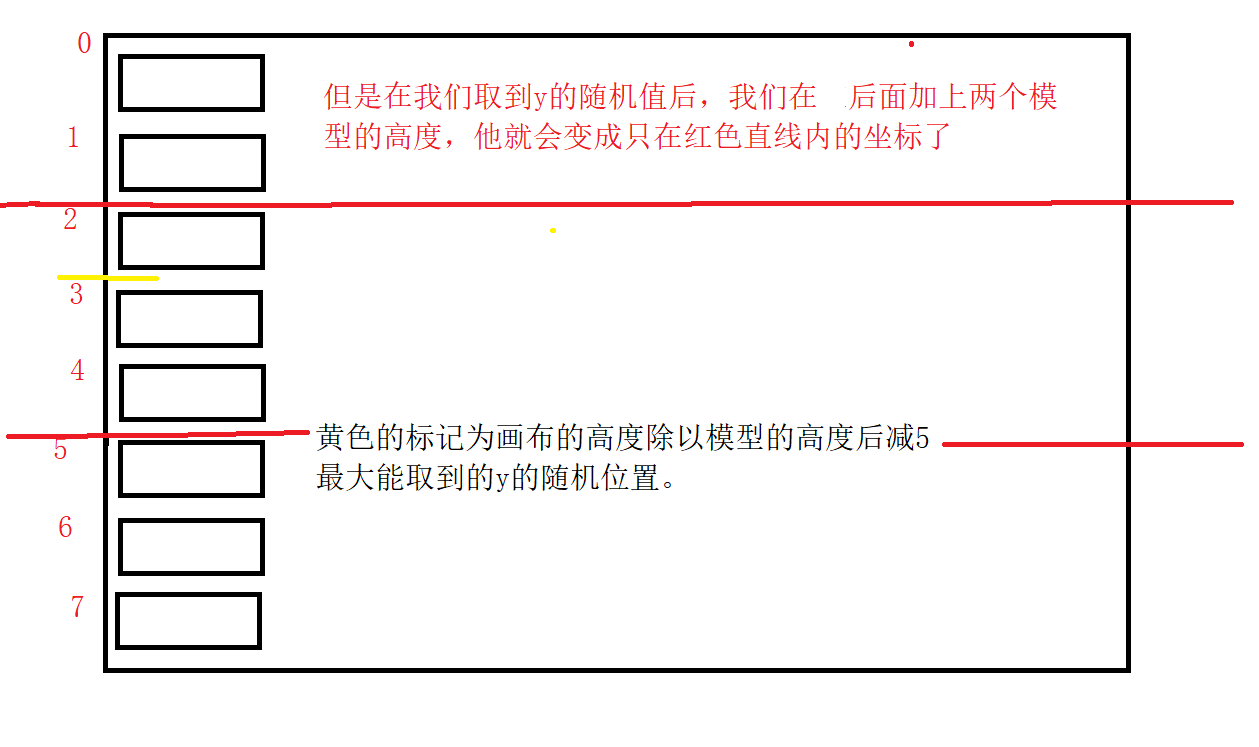 0
但是在我们取到y的随机值后，我们在 后面加上两个模
型的高度，他就会变成只在红色直线内的坐标了
1
2
3
4
黄色的标记为画布的高度除以模型的高度后减5
5
最大能取到的y的随机位置。
6
7